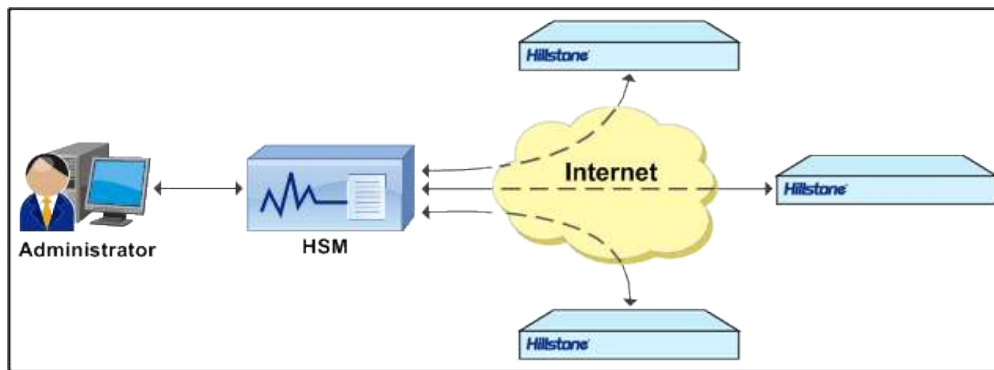 Hillstone
Internet
Hillstone
Administrator
HSM
Hillstone